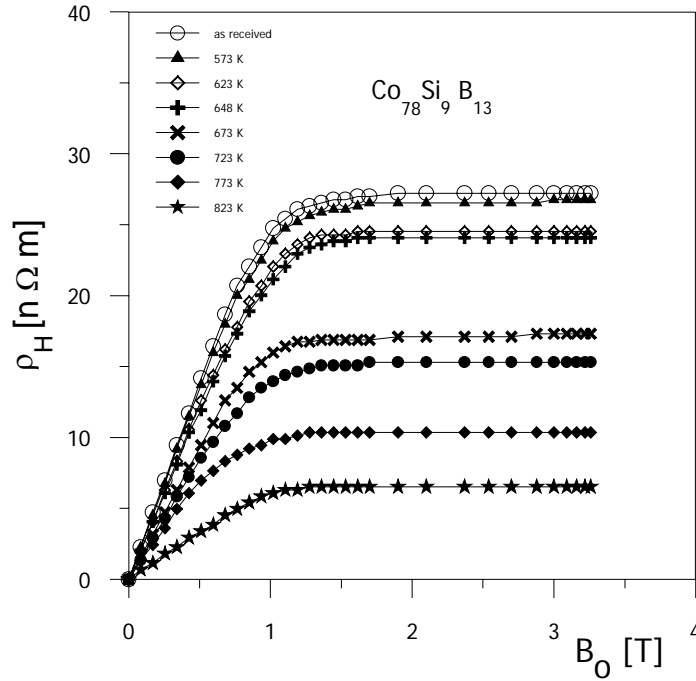 40
as received
573 K
623 K
648 K
673 K
723 K
773 K
823 K
Co78Si9B13
30
20
10
0
ρH [n Ω m]
0 1 2 3 4
BO [T]